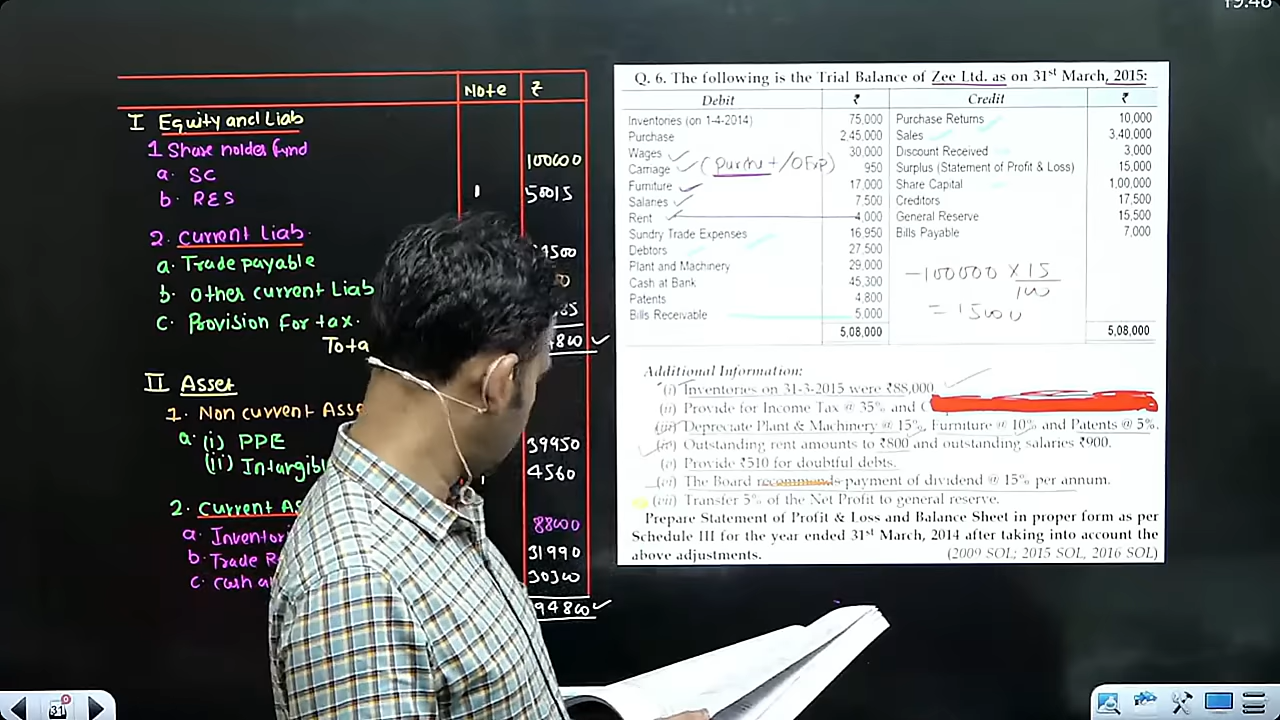 Note ₹
I Equity and Liab
1 Share holder fund
a. SC 100000
b. RES 1 50015
2. Current Liab.
a. Trade payable
b. other current Liab
c. Provision for tax.
II Asset
1. Non current Asse
a. (i) PPE 39950
(ii) Intangible 4560
2. Current As
a. Inventor 88000
b. Trade Re 31990
c. Cash a 30300
94800
Q. 6. The following is the Trial Balance of Zee Ltd. as on 31st March, 2015:
Debit ₹ Credit ₹
Inventories (on 1-4-2014) 75,000 Purchase Returns 10,000
Purchase 2,45,000 Sales 3,40,000
Wages 30,000 Discount Received 3,000
Carriage (Purcha + /OExp) 950 Surplus (Statement of Profit & Loss) 15,000
Furniture 17,000 Share Capital 1,00,000
Salaries 7,500 Creditors 17,500
Rent 4,000 General Reserve 15,500
Sundry Trade Expenses 16,950 Bills Payable 7,000
Debtors 27,500
Plant and Machinery 29,000
Cash at Bank 45,300
Patents 4,800
Bills Receivable 5,000
5,08,000 5,08,000
- 100000 × 15
100
= 15000
Additional Information:
(i) Inventories on 31-3-2015 were ₹88,000
(ii) Provide for Income Tax @ 35% and
(iii) Depreciate Plant & Machinery @ 15%, Furniture @ 10% and Patents @ 5%.
(iv) Outstanding rent amounts to ₹800 and outstanding salaries ₹900.
(v) Provide ₹510 for doubtful debts.
(vi) The Board recommends payment of dividend @ 15% per annum.
(vii) Transfer 5% of the Net Profit to general reserve.
Prepare Statement of Profit & Loss and Balance Sheet in proper form as per
Schedule III for the year ended 31st March, 2014 after taking into account the
above adjustments. (2009 SOL; 2015 SOL, 2016 SOL)
31